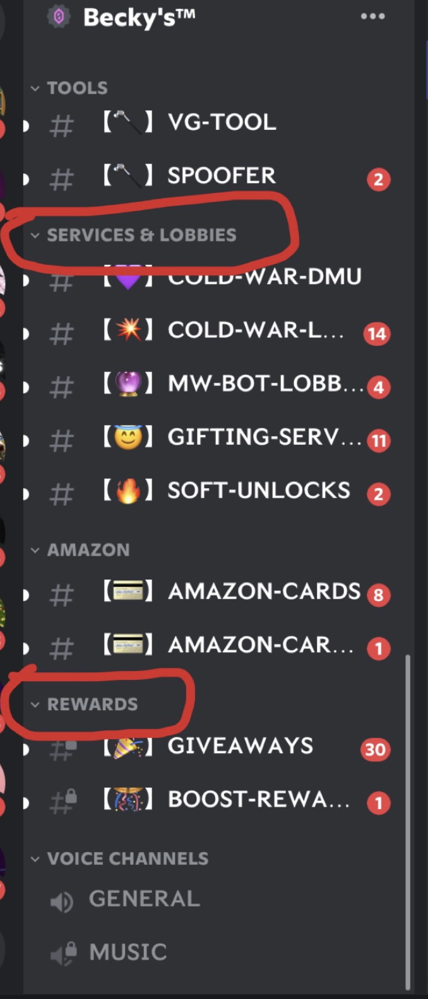 Becky's™
TOOLS
【🔨】 VG-TOOL
【🔨】 SPOOFER 2
SERVICES & LOBBIES
【💜】 COLD-WAR-DMU
【💥】 COLD-WAR-L... 14
【🔮】 MW-BOT-LOBB... 4
【😇】 GIFTING-SERV... 11
【🔥】 SOFT-UNLOCKS 2
AMAZON
【💳】 AMAZON-CARDS 8
【💳】 AMAZON-CAR... 1
REWARDS
【🎉】 GIVEAWAYS 30
【🎊】 BOOST-REWA... 1
VOICE CHANNELS
GENERAL
MUSIC